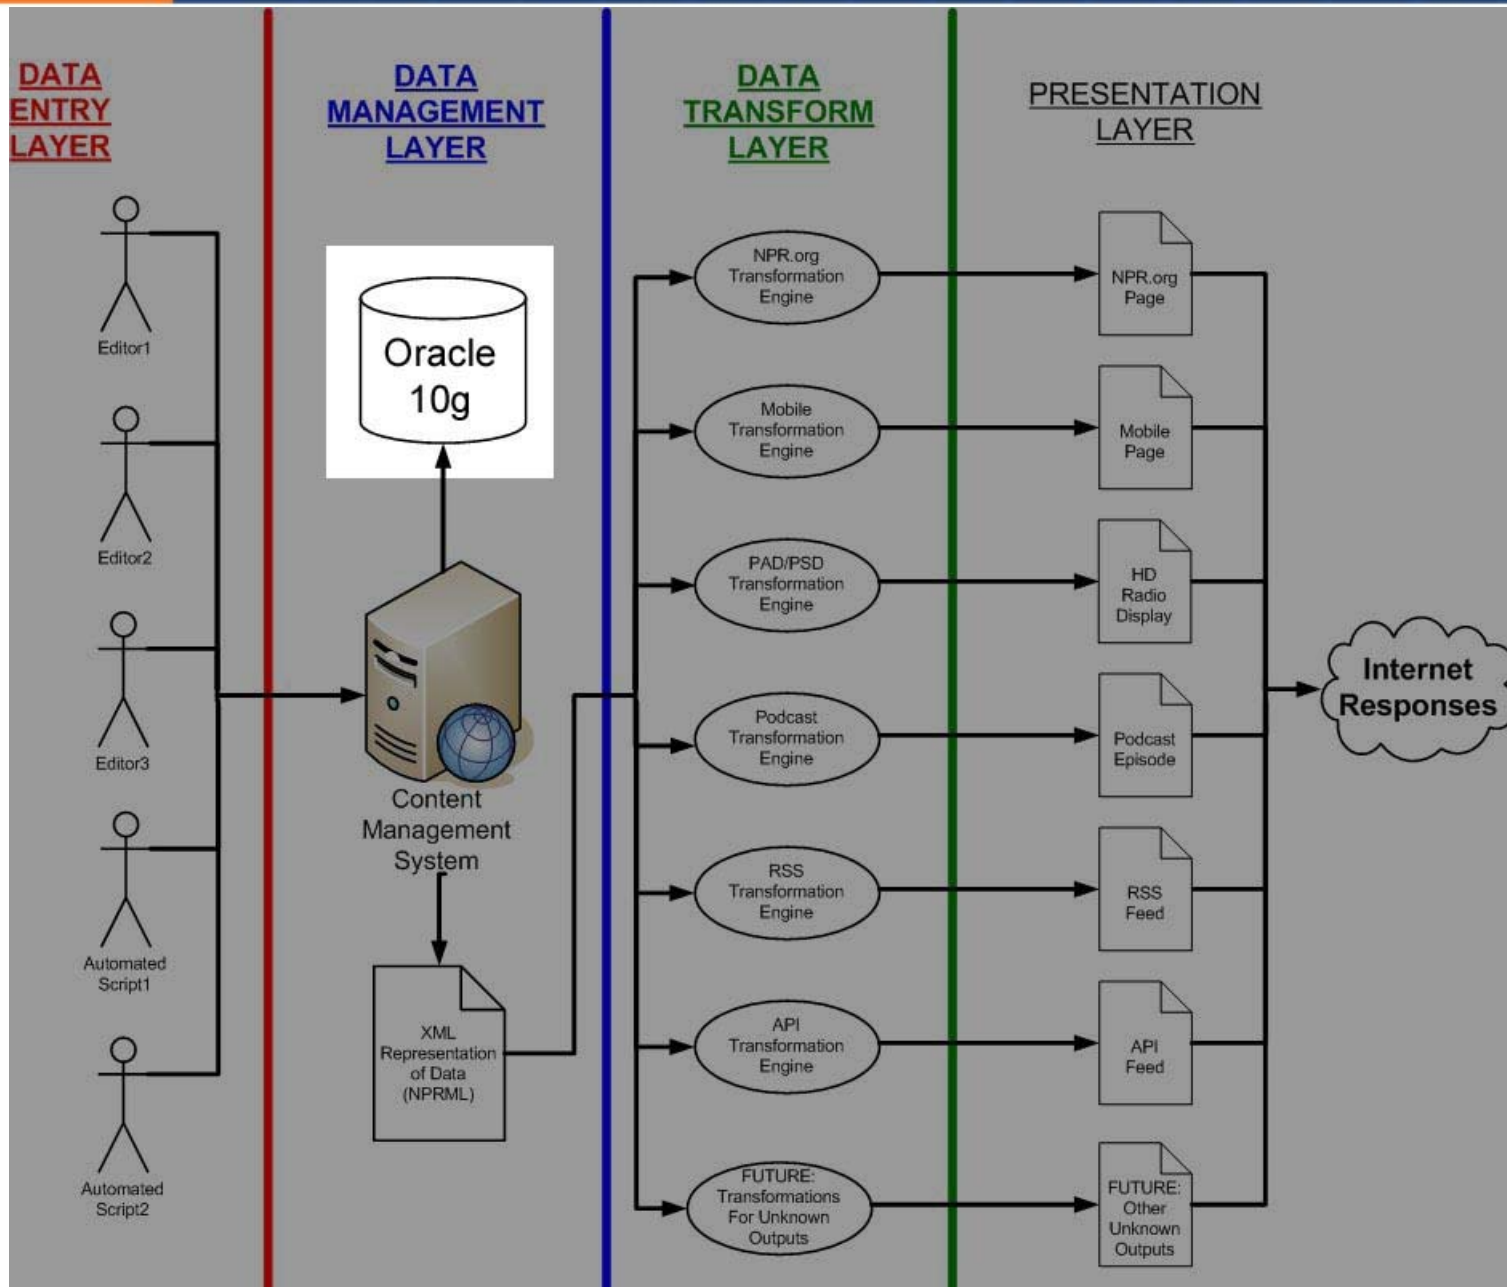 DATA
ENTRY
LAYER
DATA
MANAGEMENT
LAYER
DATA
TRANSFORM
LAYER
PRESENTATION
LAYER
Editor1
Editor2
Editor3
Automated
Script1
Automated
Script2
Oracle
10g
Content
Management
System
XML
Representation
of Data
(NPRML)
NPR.org
Transformation
Engine
Mobile
Transformation
Engine
PAD/PSD
Transformation
Engine
Podcast
Transformation
Engine
RSS
Transformation
Engine
API
Transformation
Engine
FUTURE:
Transformations
For Unknown
Outputs
NPR.org
Page
Mobile
Page
HD
Radio
Display
Podcast
Episode
RSS
Feed
API
Feed
FUTURE:
Other
Unknown
Outputs
Internet
Responses